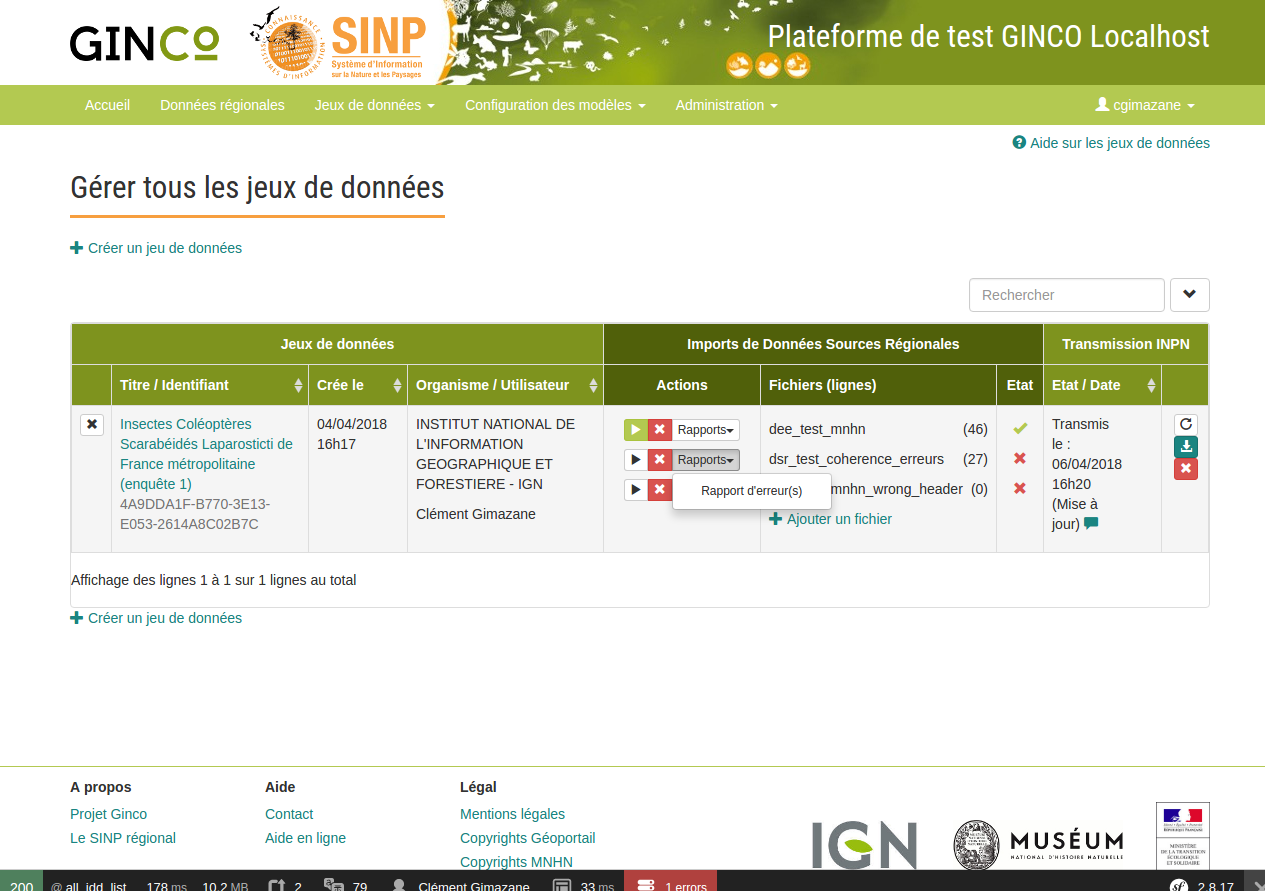 GINCO
SINP
Système d'Information
sur la Nature et les Paysages
Plateforme de test GINCO Localhost
Accueil
Données régionales
Jeux de données
Configuration des modèles
Administration
cgimazane
Aide sur les jeux de données
Gérer tous les jeux de données
Créer un jeu de données
Rechercher
Jeux de données
Imports de Données Sources Régionales
Transmission INPN
Titre / Identifiant
Crée le
Organisme / Utilisateur
Actions
Fichiers (lignes)
Etat
Etat / Date
Insectes Coléoptères
Scarabéidés Laparosticti de
France métropolitaine
(enquête 1)
4A9DDA1F-B770-3E13-
E053-2614A8C02B7C
04/04/2018
16h17
INSTITUT NATIONAL DE
L'INFORMATION
GEOGRAPHIQUE ET
FORESTIERE - IGN
Clément Gimazane
Rapports
dee_test_mnhn (46)
Rapports
dsr_test_coherence_erreurs (27)
Rapport d'erreur(s)
mnhn_wrong_header (0)
Ajouter un fichier
Transmis
le :
06/04/2018
16h20
(Mise à
jour)
Affichage des lignes 1 à 1 sur 1 lignes au total
Créer un jeu de données
A propos
Projet Ginco
Le SINP régional
Aide
Contact
Aide en ligne
Légal
Mentions légales
Copyrights Géoportail
Copyrights MNHN
IGN
MUSÉUM
NATIONAL D'HISTOIRE NATURELLE
RÉPUBLIQUE FRANÇAISE
MINISTÈRE
DE LA TRANSITION
ÉCOLOGIQUE
ET SOLIDAIRE
200 @ all_jdd_list 178 ms 10.2 MB 2 79 Clément Gimazane 33 ms 1 errors 2.8.17